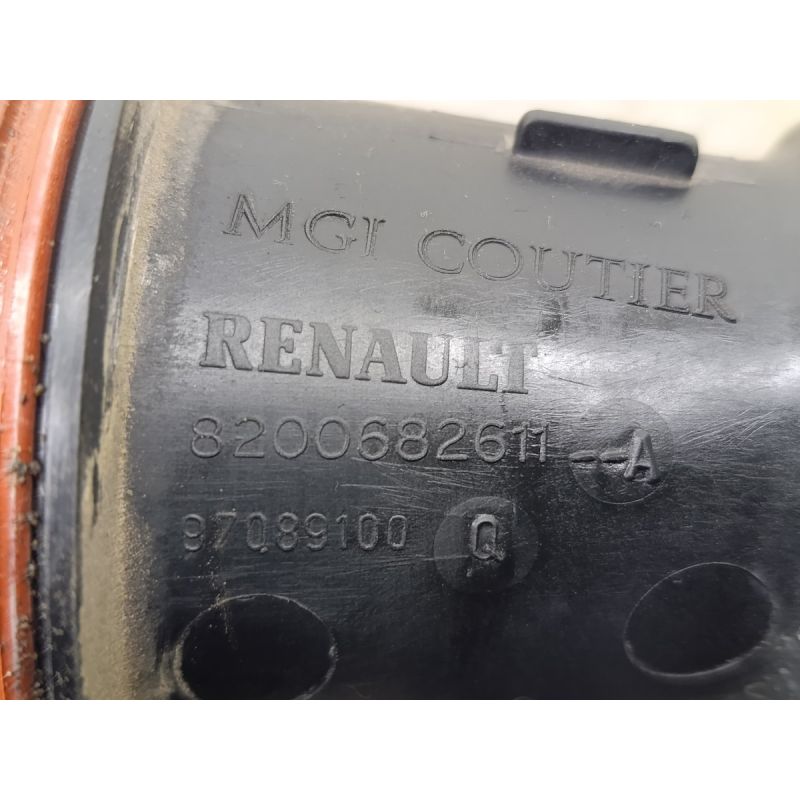 MGI COUTIER
RENAULT
8200682611--A
97089100 Q